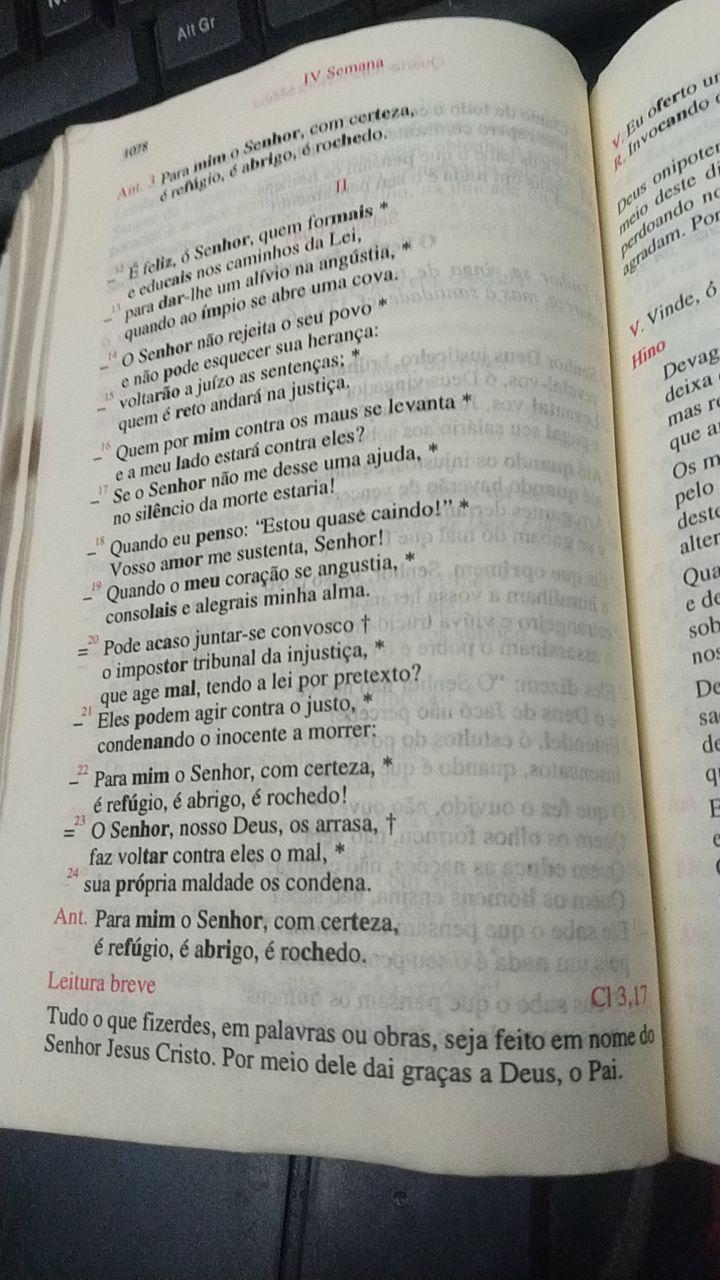 Alt Gr
IV Semana
1078
Ant. 3 Para mim o Senhor, com certeza,
é refúgio, é abrigo, é rochedo.
II
–12 É feliz, ó Senhor, quem formais *
e educais nos caminhos da Lei,
–13 para dar-lhe um alívio na angústia, *
quando ao ímpio se abre uma cova.
–14 O Senhor não rejeita o seu povo *
e não pode esquecer sua herança:
–15 voltarão a juízo as sentenças; *
quem é reto andará na justiça.
–16 Quem por mim contra os maus se levanta *
e a meu lado estará contra eles?
–17 Se o Senhor não me desse uma ajuda, *
no silêncio da morte estaria!
–18 Quando eu penso: “Estou quase caindo!” *
Vosso amor me sustenta, Senhor!
–19 Quando o meu coração se angustia, *
consolais e alegrais minha alma.
=20 Pode acaso juntar-se convosco †
o impostor tribunal da injustiça, *
que age mal, tendo a lei por pretexto?
–21 Eles podem agir contra o justo, *
condenando o inocente a morrer:
–22 Para mim o Senhor, com certeza, *
é refúgio, é abrigo, é rochedo!
=23 O Senhor, nosso Deus, os arrasa, †
faz voltar contra eles o mal, *
24 sua própria maldade os condena.
Ant. Para mim o Senhor, com certeza,
é refúgio, é abrigo, é rochedo.
Leitura breve Cl 3,17
Tudo o que fizerdes, em palavras ou obras, seja feito em nome do
Senhor Jesus Cristo. Por meio dele dai graças a Deus, o Pai.
V. Eu oferto
R. Invocando
Deus
meio deste
perdoando
agradam. Por
V. Vinde, ó
Hino
deixa
mas
que
Os
pelo
e
sob
nos
De